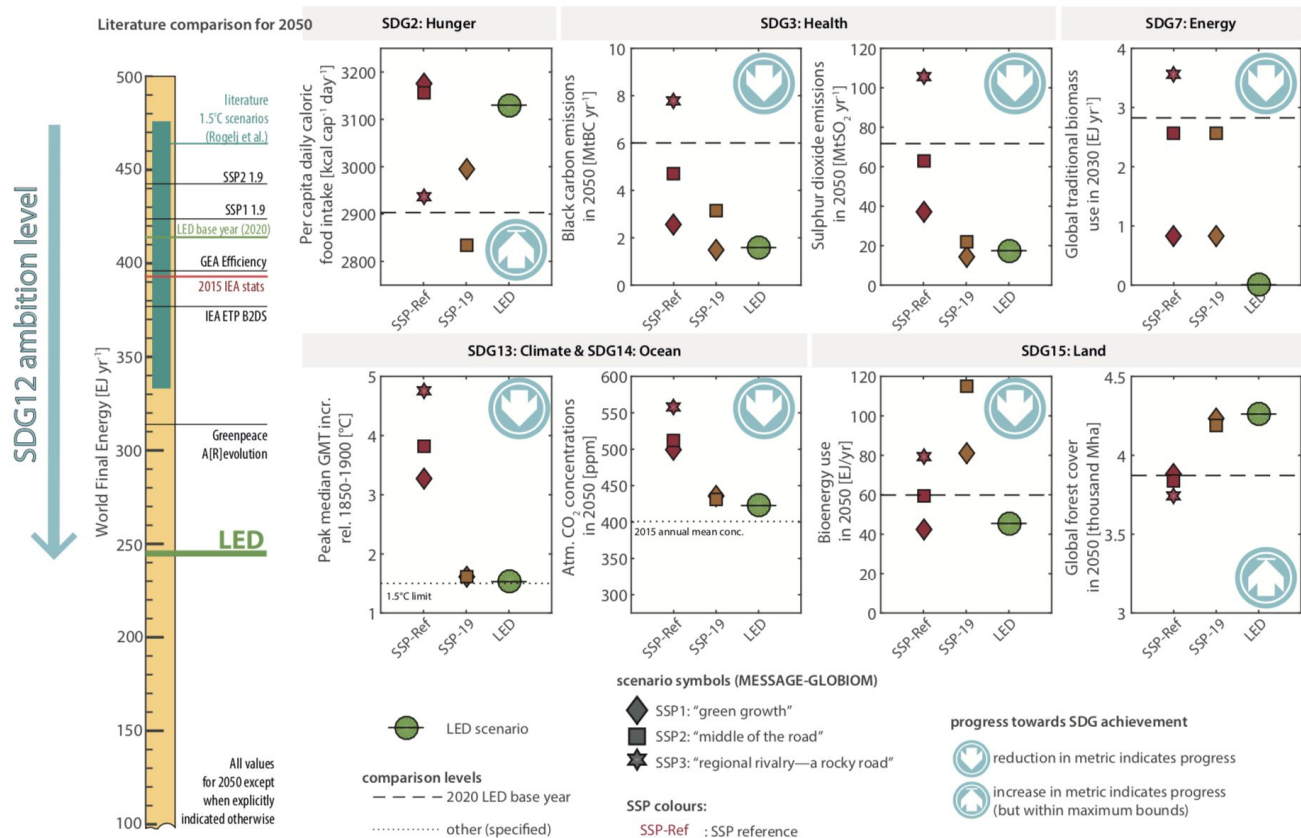 Literature comparison for 2050
SDG12 ambition level
World Final Energy [EJ yr⁻¹]
500
450
400
350
300
250
200
150
100
literature
1.5°C scenarios
(Rogelj et al.)
SSP2 1.9
SSP1 1.9
LED base year (2020)
GEA Efficiency
2015 IEA stats
IEA ETP B2DS
Greenpeace
A[R]evolution
LED
All values
for 2050 except
when explicitly
indicated otherwise
SDG2: Hunger
Per capita daily caloric
food intake [kcal cap⁻¹ day⁻¹]
3200
3100
3000
2900
2800
SSP-Ref
SSP-19
LED
SDG3: Health
Black carbon emissions
in 2050 [MtBC yr⁻¹]
10
8
6
4
2
0
SSP-Ref
SSP-19
LED
Sulphur dioxide emissions
in 2050 [MtSO₂ yr⁻¹]
120
100
80
60
40
20
0
SSP-Ref
SSP-19
LED
SDG7: Energy
Global traditional biomass
use in 2030 [EJ yr⁻¹]
4
3
2
1
0
SSP-Ref
SSP-19
LED
SDG13: Climate & SDG14: Ocean
Peak median GMT incr.
rel. 1850-1900 [°C]
5
4
3
2
1
1.5°C limit
SSP-Ref
SSP-19
LED
Atm. CO₂ concentrations
in 2050 [ppm]
600
550
500
450
400
350
300
2015 annual mean conc.
SSP-Ref
SSP-19
LED
SDG15: Land
Bioenergy use
in 2050 [EJ/yr]
120
100
80
60
40
20
0
SSP-Ref
SSP-19
LED
Global forest cover
in 2050 [thousand Mha]
4.5
4
3.5
3
SSP-Ref
SSP-19
LED
LED scenario
comparison levels
2020 LED base year
other (specified)
scenario symbols (MESSAGE-GLOBIOM)
SSP1: “green growth”
SSP2: “middle of the road”
SSP3: “regional rivalry—a rocky road”
SSP colours:
SSP-Ref : SSP reference
progress towards SDG achievement
reduction in metric indicates progress
increase in metric indicates progress
(but within maximum bounds)